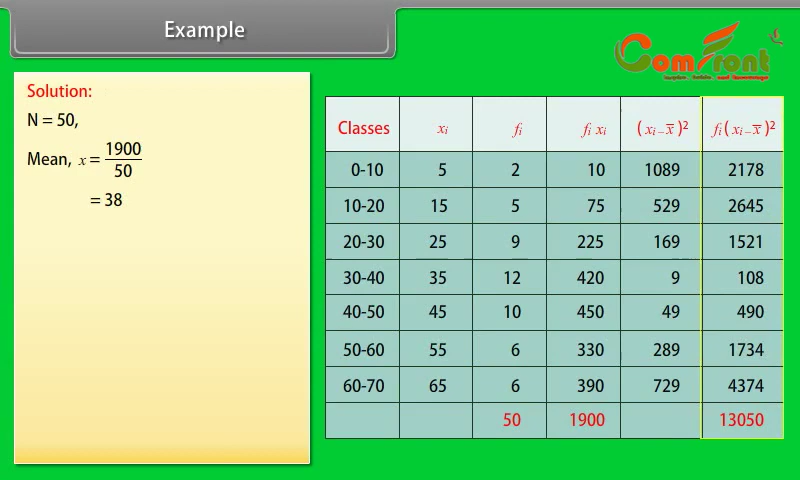 Example
ComFront
Solution:
N = 50,
Mean, x = 1900/50
= 38
Classes xi fi fi xi (xi – x̄)² fi(xi – x̄)²
0-10 5 2 10 1089 2178
10-20 15 5 75 529 2645
20-30 25 9 225 169 1521
30-40 35 12 420 9 108
40-50 45 10 450 49 490
50-60 55 6 330 289 1734
60-70 65 6 390 729 4374
50 1900 13050